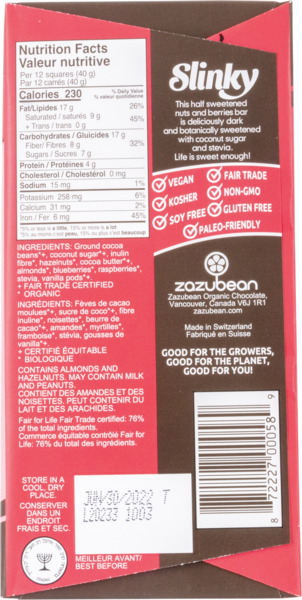 Nutrition Facts
Valeur nutritive
Per 12 squares (40 g)
Par 12 carrés (40 g)
Calories 230
% Daily Value
% valeur quotidienne
Fat/Lipides 17 g 26%
Saturated / saturés 9 g
+ Trans / trans 0 g 45%
Carbohydrates / Glucides 17 g
Fiber/ Fibres 8 g 32%
Sugars / Sucres 7 g
Protein / Protéines 4 g
Cholesterol / Cholestérol 0 mg
Sodium 15 mg 1%
Potassium 258 mg 6%
Calcium 31 mg 2%
Iron / Fer 6 mg 45%
*5% or less is a little, 15% or more is a lot
*5% ou moins c'est peu, 15% ou plus c'est beaucoup
INGREDIENTS: Ground cocoa
beans*+, coconut sugar*+, inulin
fibre*, hazelnuts*, cocoa butter*+,
almonds*, blueberries*, raspberries*,
stevia, vanilla pods*+.
+ FAIR TRADE CERTIFIED
* ORGANIC
INGRÉDIENTS: Fèves de cacao
moulues*+, sucre de coco*+, fibre
inuline*, noisettes*, beurre de
cacao*+, amandes*, myrtilles*,
framboise*, stévia, gousses de
vanilla*+.
+ CERTIFIÉ ÉQUITABLE
* BIOLOGIQUE
CONTAINS ALMONDS AND
HAZELNUTS. MAY CONTAIN MILK
AND PEANUTS.
CONTIENT DES AMANDES ET DES
NOISETTES. PEUT CONTENIR DU
LAIT ET DES ARACHIDES.
Fair for Life Fair Trade certified: 76%
of the total ingredients.
Commerce équitable contrôlé Fair for
Life: 76% du total des ingrédients.
STORE IN A
COOL, DRY
PLACE.
CONSERVER
DANS UN
ENDROIT
FRAIS ET SEC.
JUN/30/2022 T
L20233 1003
MEILLEUR AVANT/
BEST BEFORE
Slinky
This half sweetened
nuts and berries bar
is deliciously dark
and botanically sweetened
with coconut sugar
and stevia.
Life is sweet enough!
VEGAN
FAIR TRADE
KOSHER
NON-GMO
SOY FREE
GLUTEN FREE
PALEO-FRIENDLY
zazubean
Zazubean Organic Chocolate,
Vancouver, Canada V6J 1R1
zazubean.com
Made in Switzerland
Fabriqué en Suisse
GOOD FOR THE GROWERS,
GOOD FOR THE PLANET,
GOOD FOR YOU!
8 72227 00058 9